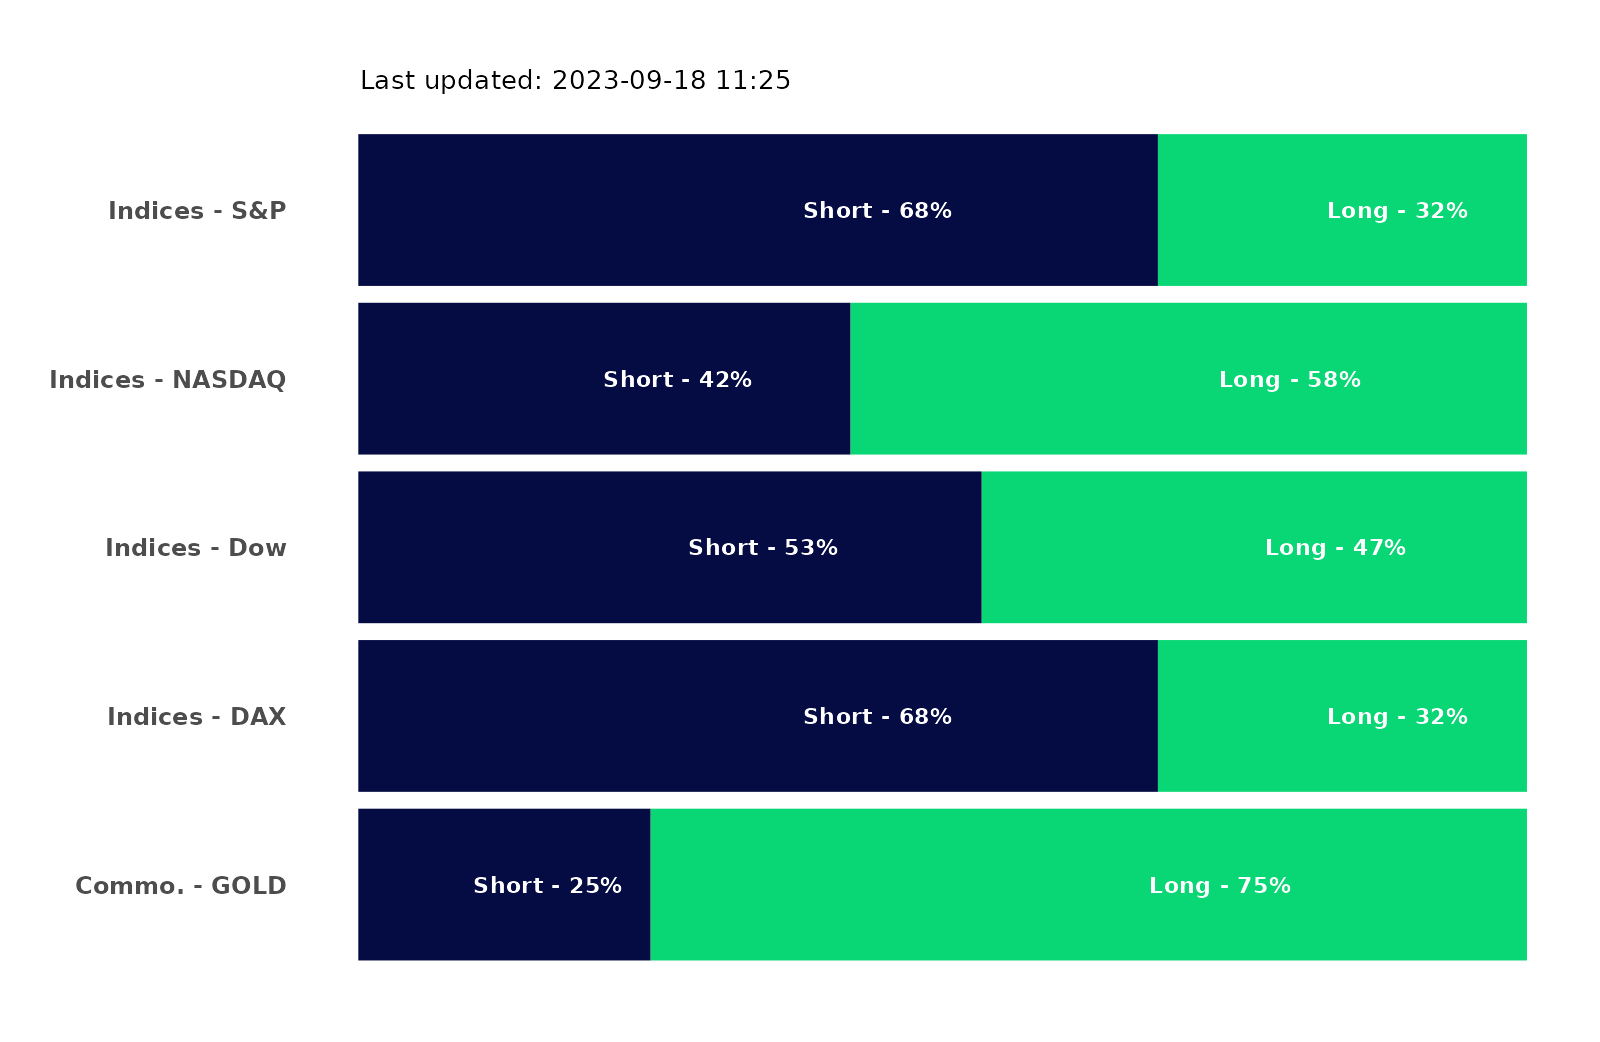 Last updated: 2023-09-18 11:25
Indices - S&P Short - 68% Long - 32%
Indices - NASDAQ Short - 42% Long - 58%
Indices - Dow Short - 53% Long - 47%
Indices - DAX Short - 68% Long - 32%
Commo. - GOLD Short - 25% Long - 75%